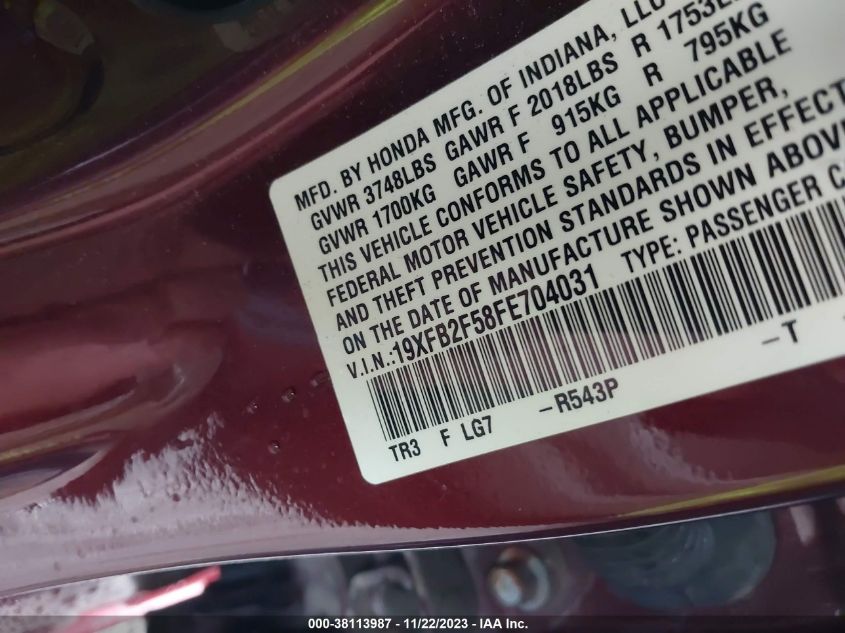 MFD. BY HONDA MFG. OF INDIANA, LLC
GVWR 3748LBS GAWR F 2018LBS R
GVWR 1700KG GAWR F 915KG R 795KG
THIS VEHICLE CONFORMS TO ALL APPLICABLE
FEDERAL MOTOR VEHICLE SAFETY, BUMPER,
AND THEFT PREVENTION STANDARDS IN EFFECT
ON THE DATE OF MANUFACTURE SHOWN ABOVE
V.I.N.:19XFB2F58FE704031 TYPE: PASSENGER
TR3 F LG7 -R543P -T
000-38113987 - 11/22/2023 - IAA Inc.